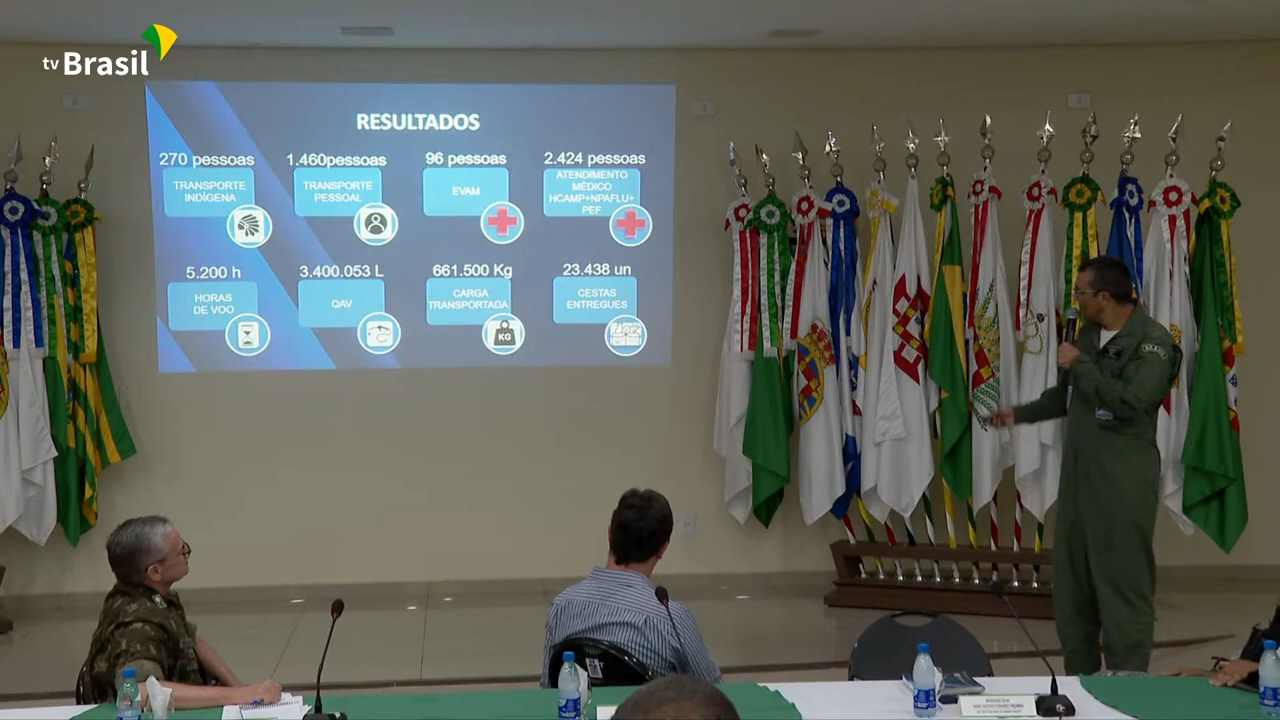 tv Brasil
RESULTADOS
270 pessoas
TRANSPORTE
INDÍGENA
1.460pessoas
TRANSPORTE
PESSOAL
96 pessoas
EVAM
2.424 pessoas
ATENDIMENTO
MÉDICO
HCAMP+NPAFLU+
PEF
5.200 h
HORAS
DE VOO
3.400.053 L
QAV
661.500 Kg
CARGA
TRANSPORTADA
KG
23.438 un
CESTAS
ENTREGUES